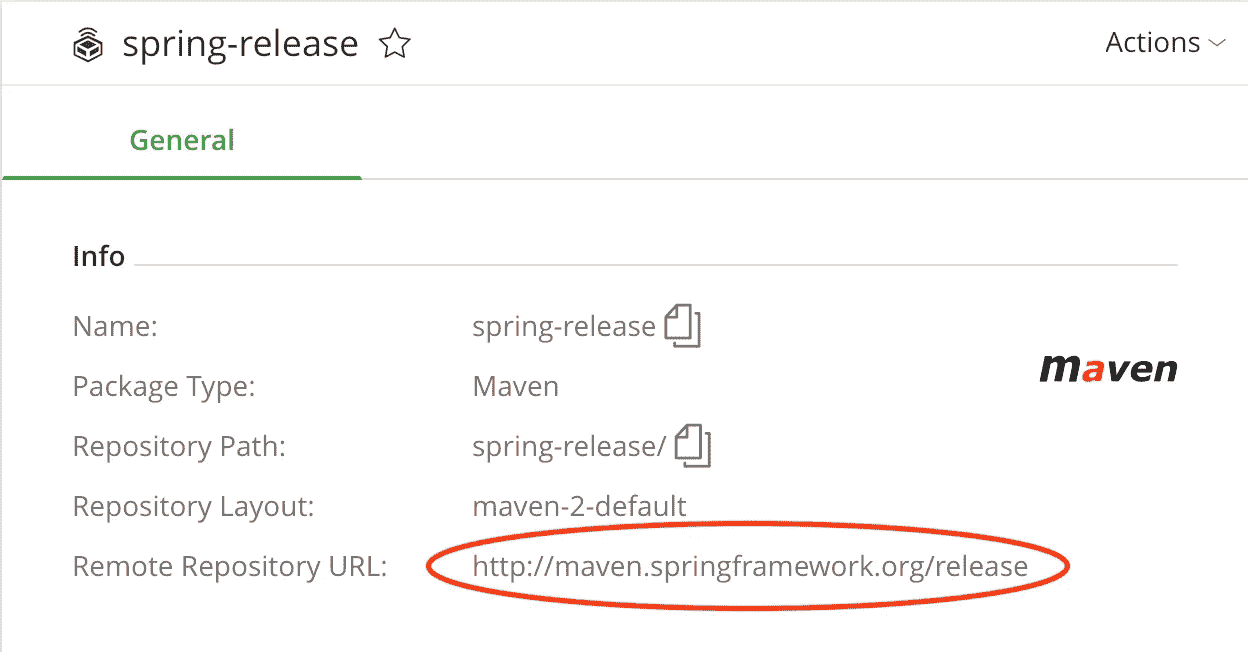 spring-release
Actions
General
Info
Name: spring-release
maven
Package Type: Maven
Repository Path: spring-release/
Repository Layout: maven-2-default
Remote Repository URL: http://maven.springframework.org/release